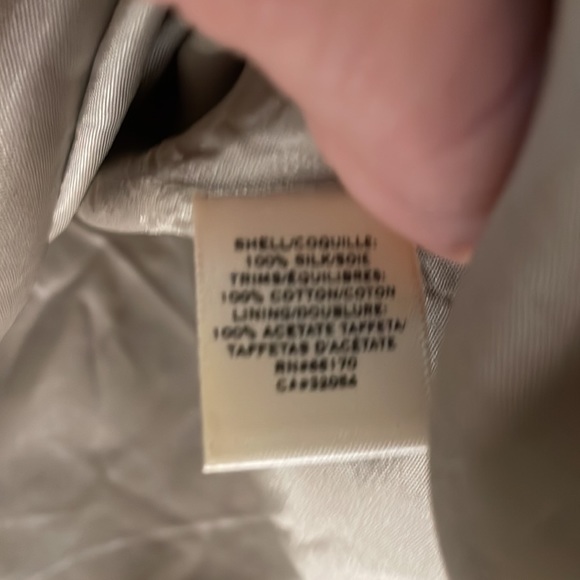 SHELL/COQUILLE:
100% SILK/SOIE
TRIMS/ÉQUILIBRES:
100% COTTON/COTON
LINING/DOUBLURE:
100% ACETATE TAFFETA/
TAFFETAS D'ACÉTATE
RN#66170
CA#32054